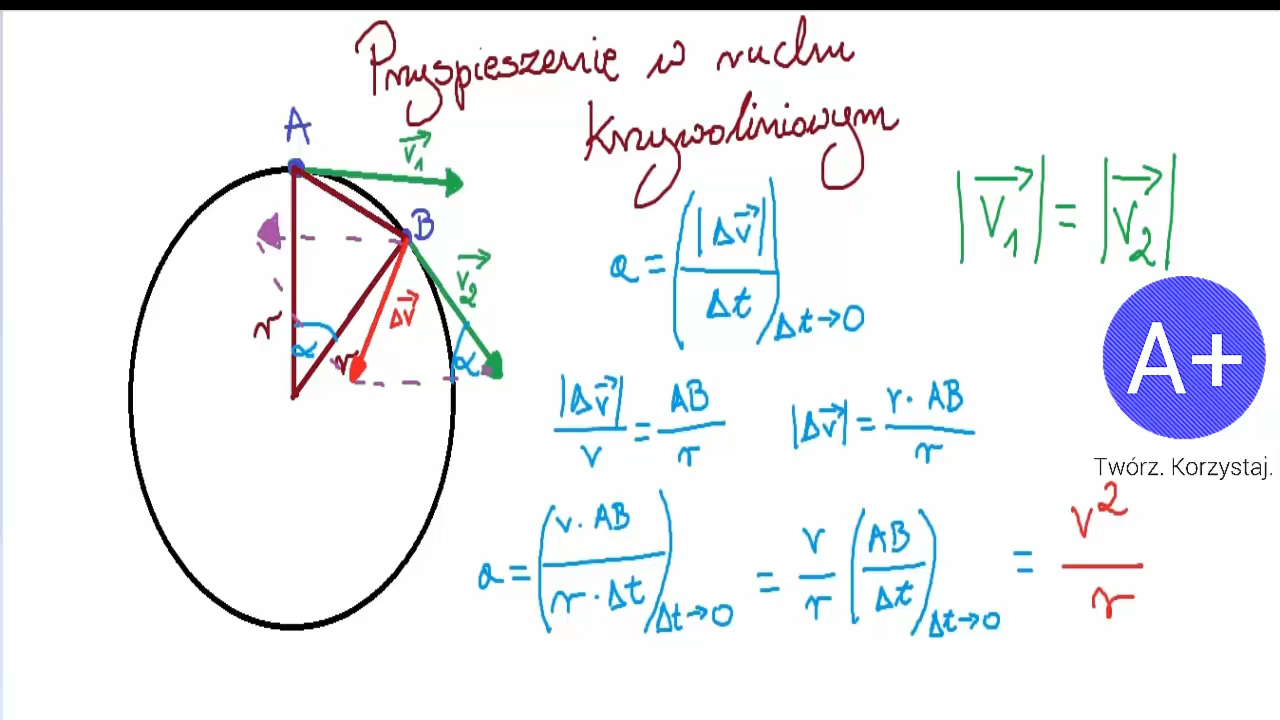 Przyspieszenie w ruchu
krzywoliniowym
A
v₁
B
v₂
Δv
r
α
r
α
|v₁| = |v₂|
a = (|Δv| / Δt) Δt→0
|Δv| / v = AB / r
|Δv| = v · AB / r
A+
Twórz. Korzystaj.
a = (v · AB / r · Δt) Δt→0 = v / r (AB / Δt) Δt→0 = v² / r